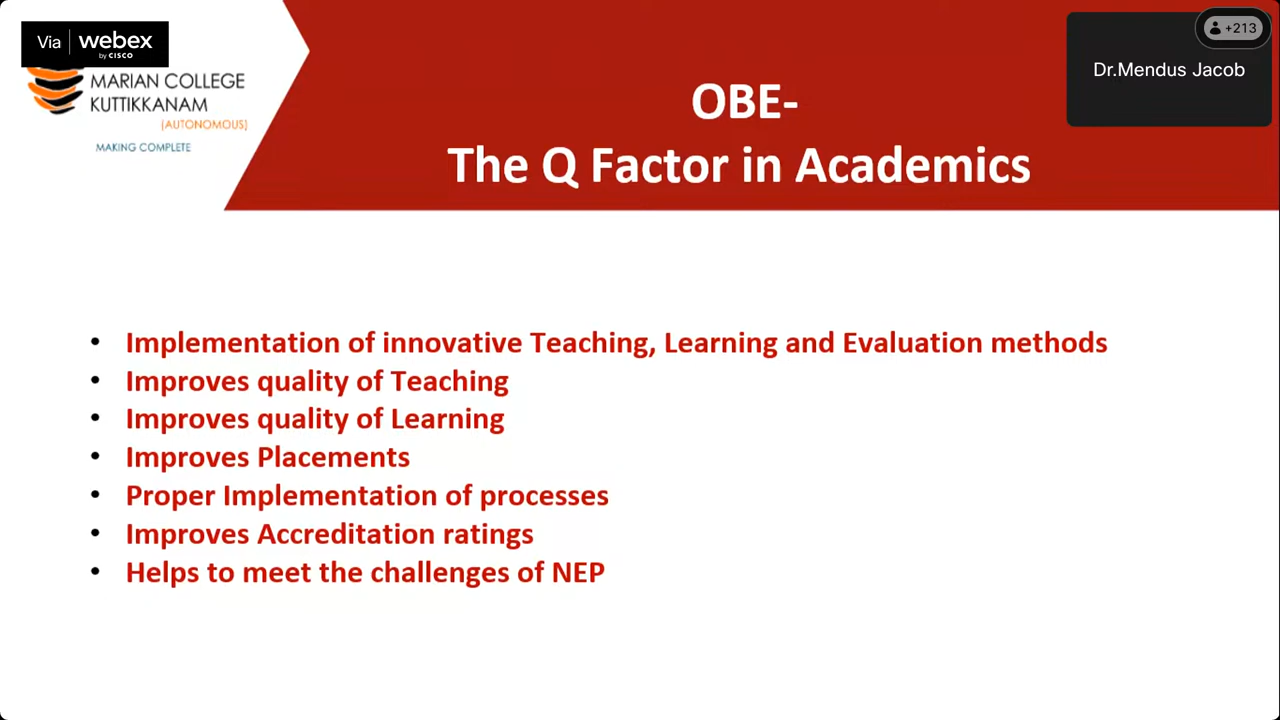 Via webex
by CISCO
MARIAN COLLEGE
KUTTIKKANAM
(AUTONOMOUS)
MAKING COMPLETE
+213
Dr.Mendus Jacob
OBE-
The Q Factor in Academics
• Implementation of innovative Teaching, Learning and Evaluation methods
• Improves quality of Teaching
• Improves quality of Learning
• Improves Placements
• Proper Implementation of processes
• Improves Accreditation ratings
• Helps to meet the challenges of NEP